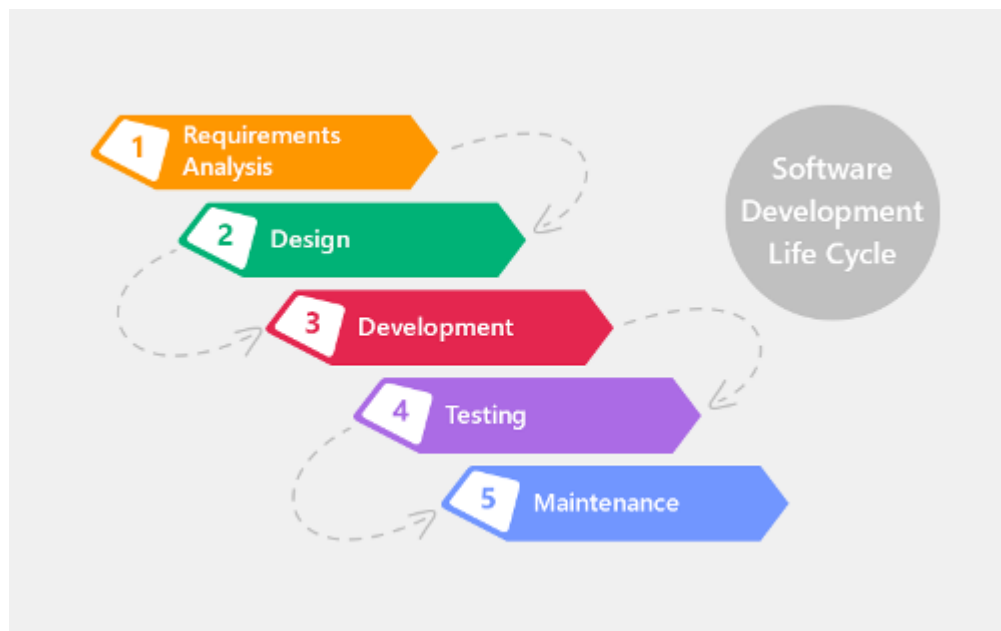 1
Requirements
Analysis
2
Design
3
Development
4
Testing
5
Maintenance
Software
Development
Life Cycle